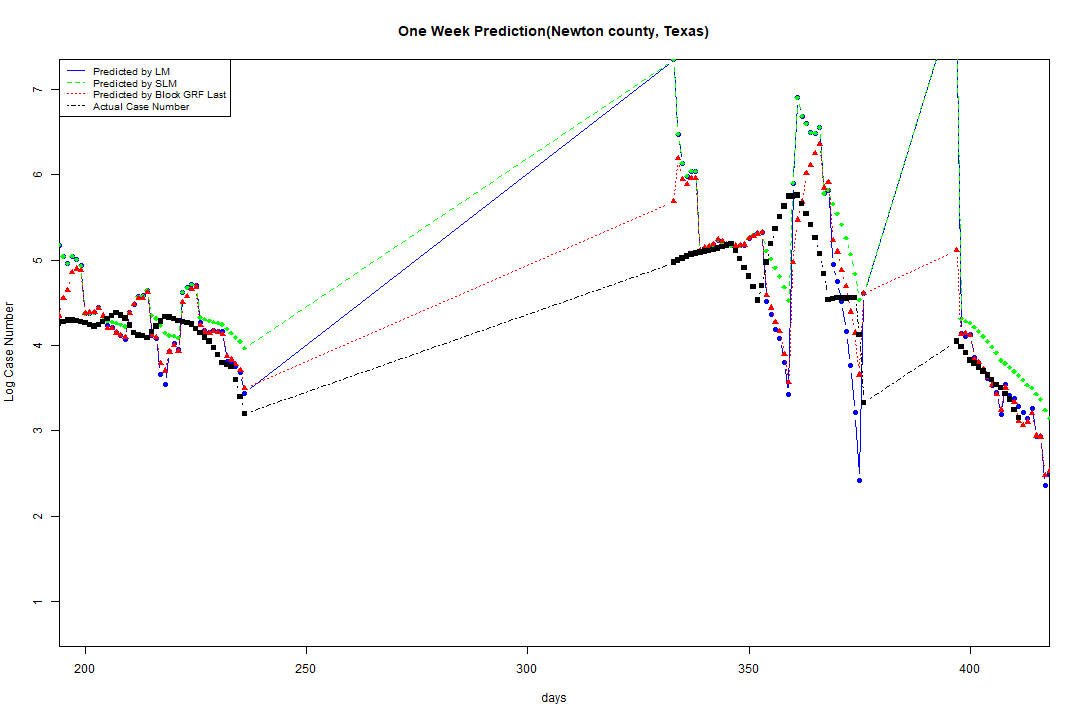 One Week Prediction(Newton county, Texas)
Predicted by LM
Predicted by SLM
Predicted by Block GRF Last
Actual Case Number
Log Case Number
7
6
5
4
3
2
1
200 250 300 350 400
days